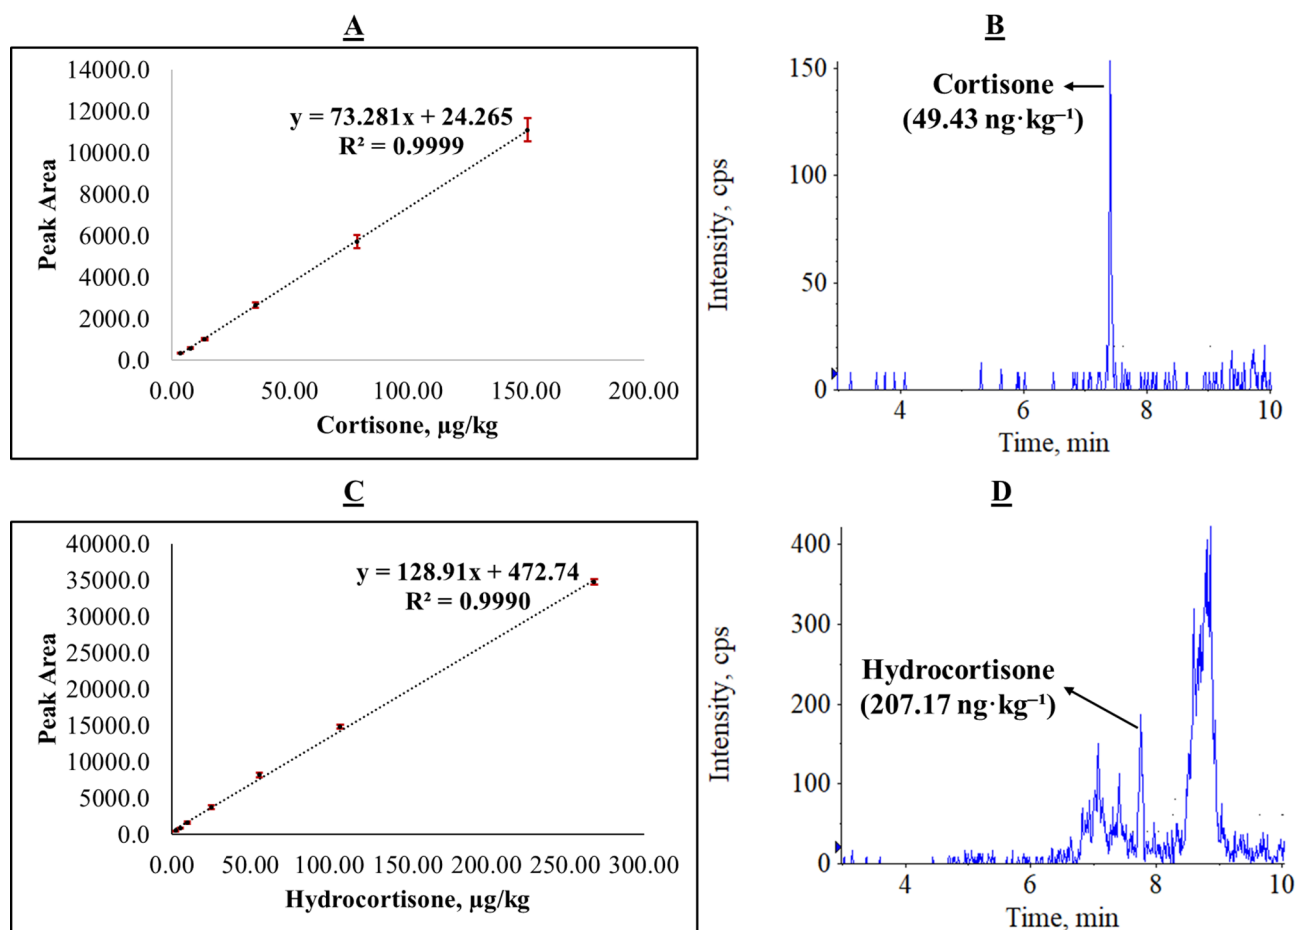 A
14000.0
12000.0
10000.0
8000.0
6000.0
4000.0
2000.0
0.0
Peak Area
y = 73.281x + 24.265
R² = 0.9999
0.00
50.00
100.00
150.00
200.00
Cortisone, µg/kg
B
150
100
50
0
Intensity, cps
Cortisone
(49.43 ng·kg⁻¹)
4
6
8
10
Time, min
C
40000.0
35000.0
30000.0
25000.0
20000.0
15000.0
10000.0
5000.0
0.0
Peak Area
y = 128.91x + 472.74
R² = 0.9990
0.00
50.00
100.00
150.00
200.00
250.00
300.00
Hydrocortisone, µg/kg
D
400
300
200
100
0
Intensity, cps
Hydrocortisone
(207.17 ng·kg⁻¹)
4
6
8
10
Time, min